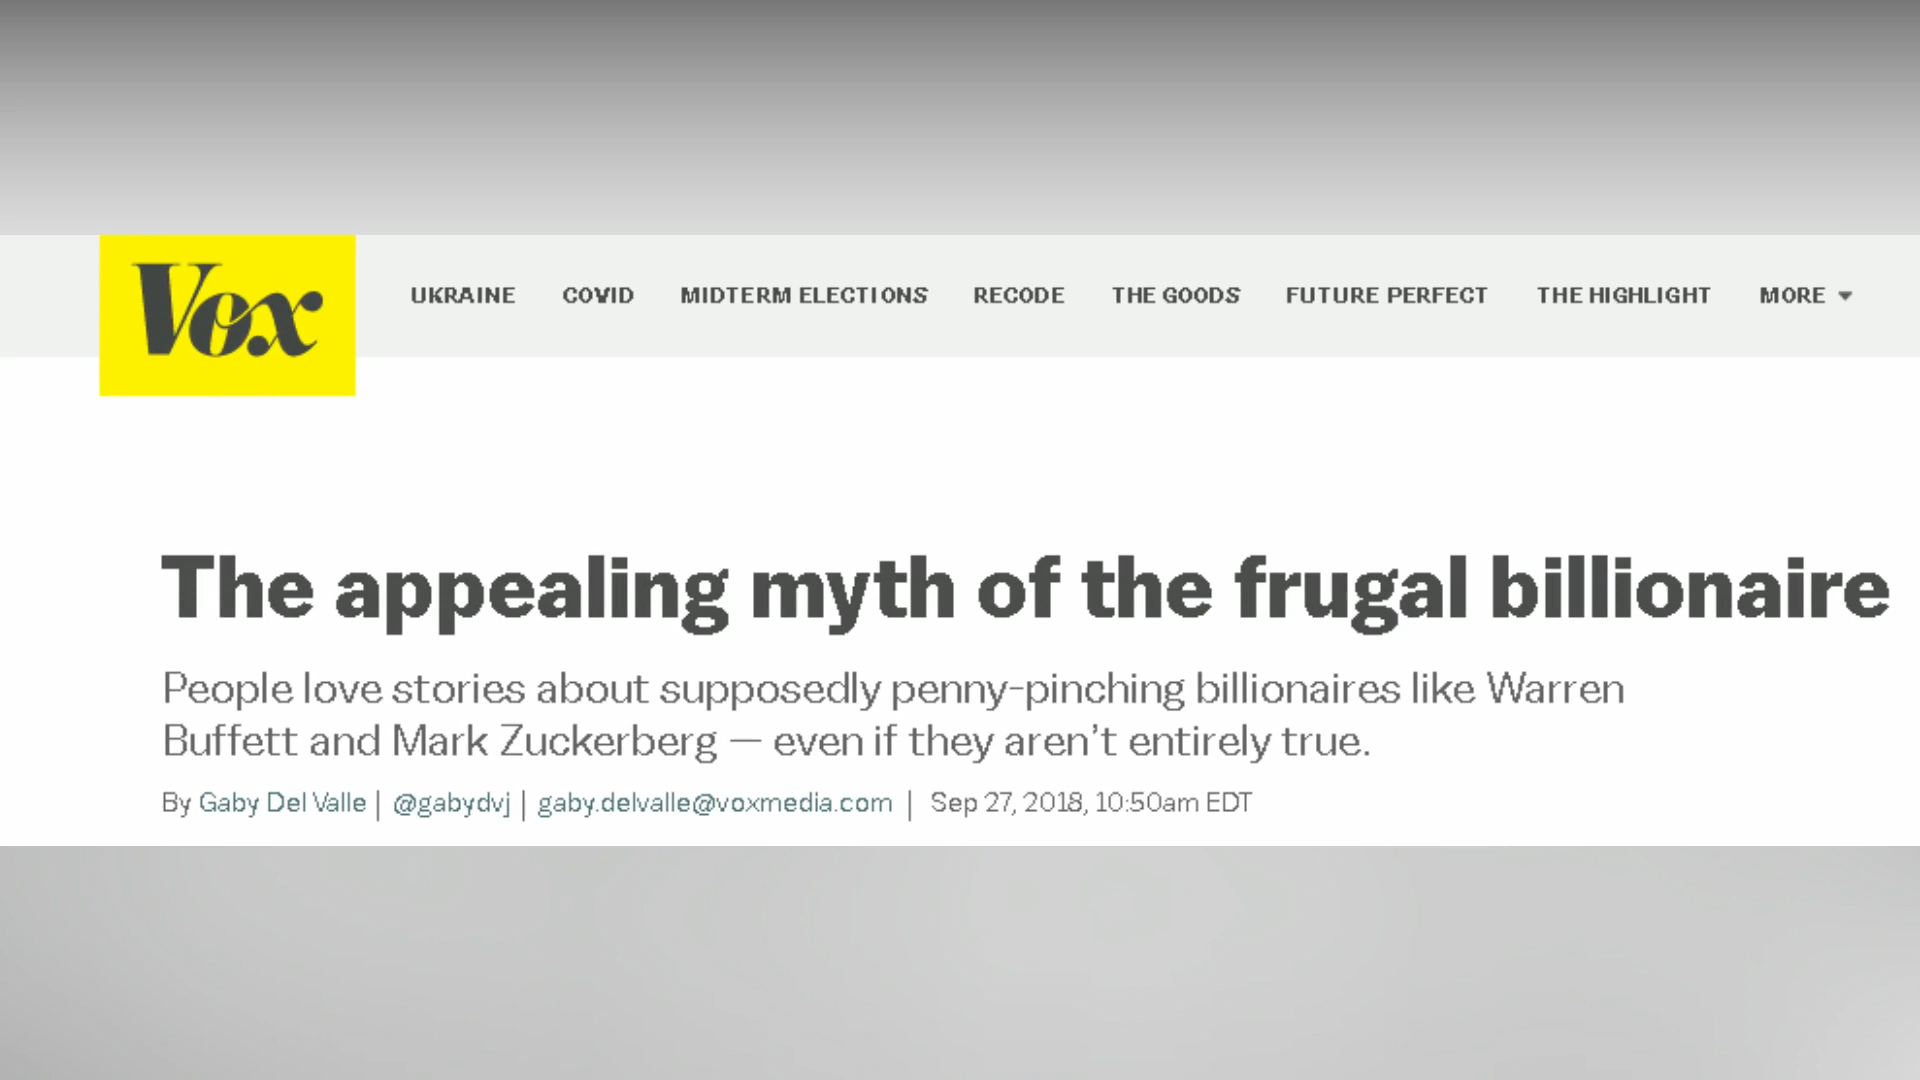 Vox
UKRAINE COVID MIDTERM ELECTIONS RECODE THE GOODS FUTURE PERFECT THE HIGHLIGHT MORE
The appealing myth of the frugal billionaire
People love stories about supposedly penny-pinching billionaires like Warren
Buffett and Mark Zuckerberg — even if they aren't entirely true.
By Gaby Del Valle | @gabydvj | gaby.delvalle@voxmedia.com | Sep 27, 2018, 10:50am EDT